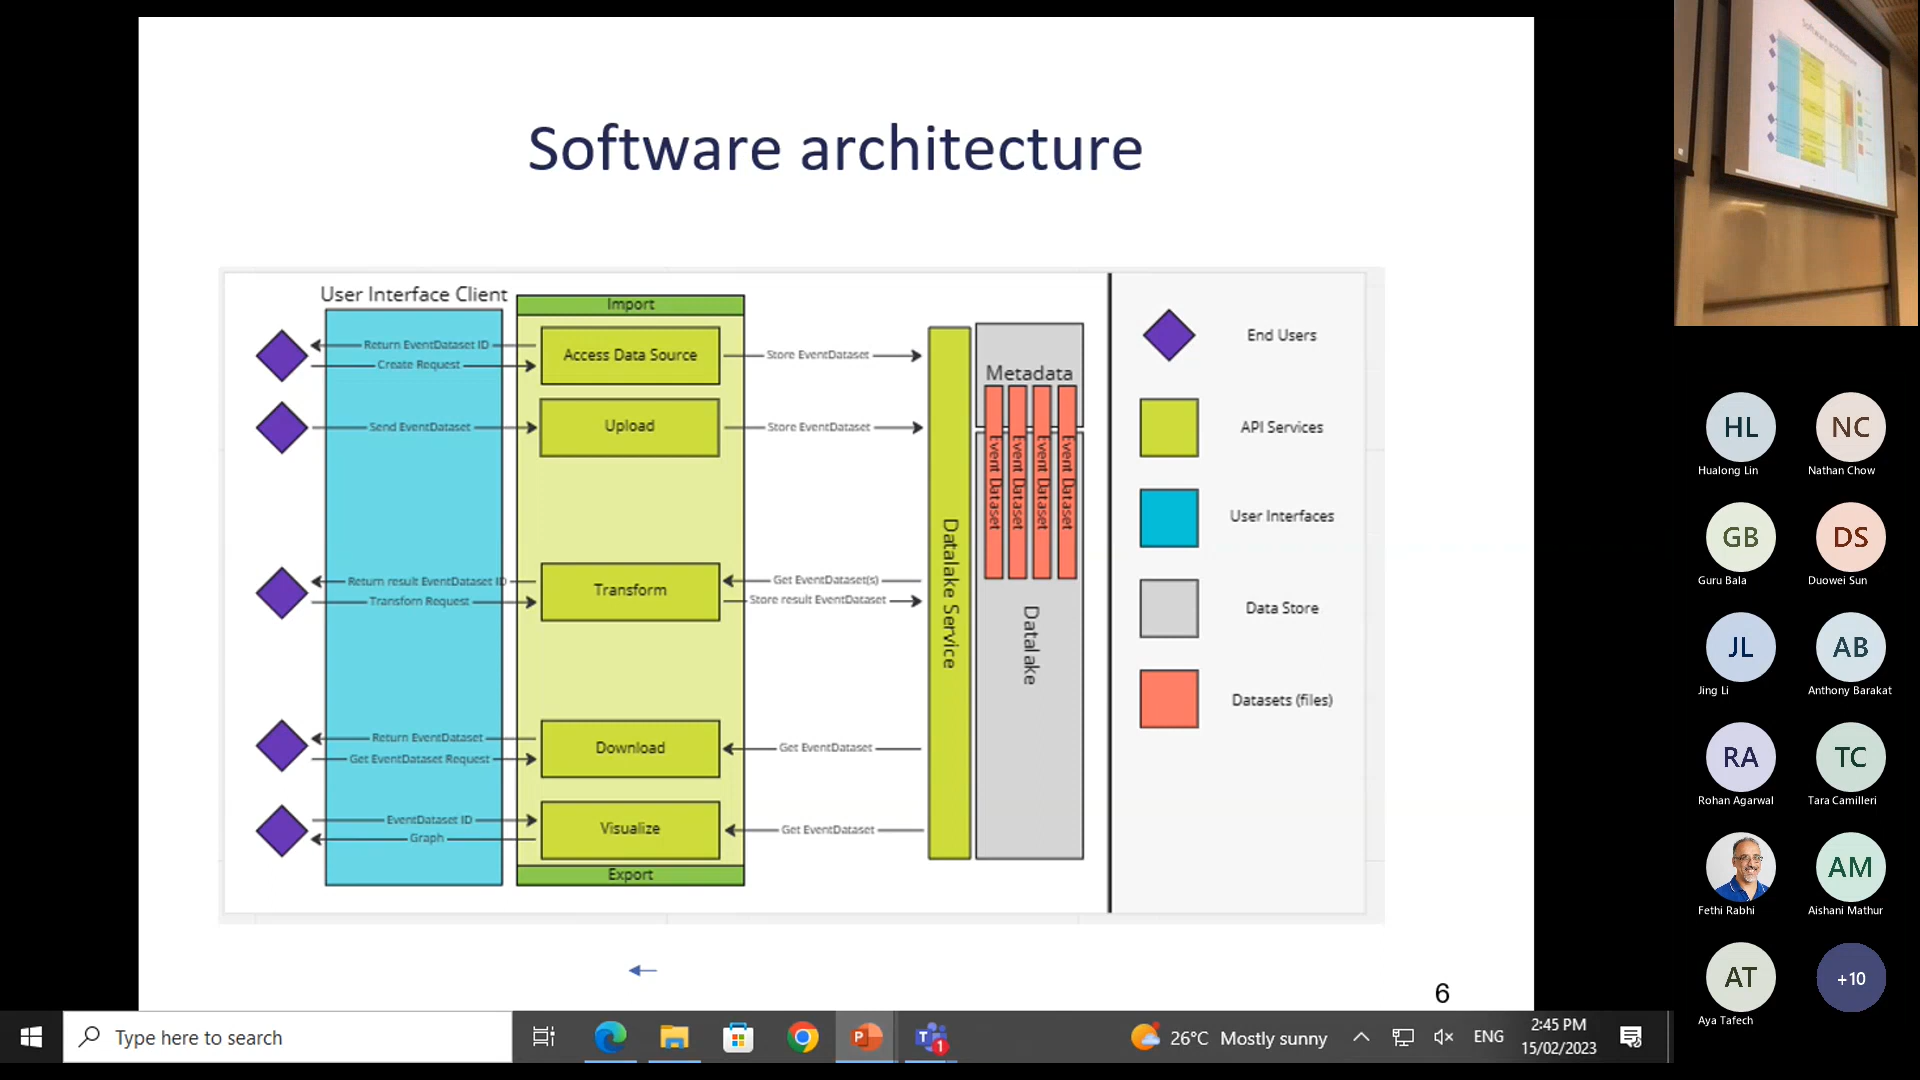 Software architecture
User Interface Client
Import
Return EventDataset ID
Create Request
Access Data Source
Store EventDataset
Send EventDataset
Upload
Store EventDataset
Return result EventDataset ID
Transforn Request
Transform
Get EventDataset(s)
Store result EventDataset
Return EventDataset
Get EventDataset Request
Download
Get EventDataset
EventDataset ID
Graph
Visualize
Get EventDataset
Export
Datalake Service
Metadata
Event Dataset
Event Dataset
Event Dataset
Event Dataset
Datalake
End Users
API Services
User Interfaces
Data Store
Datasets (files)
6
Software architecture
HL
Hualong Lin
NC
Nathan Chow
GB
Guru Bala
DS
Duowei Sun
JL
Jing Li
AB
Anthony Barakat
RA
Rohan Agarwal
TC
Tara Camilleri
Fethi Rabhi
AM
Aishani Mathur
AT
Aya Tafech
+10
Type here to search
1
26°C Mostly sunny
ENG
2:45 PM
15/02/2023